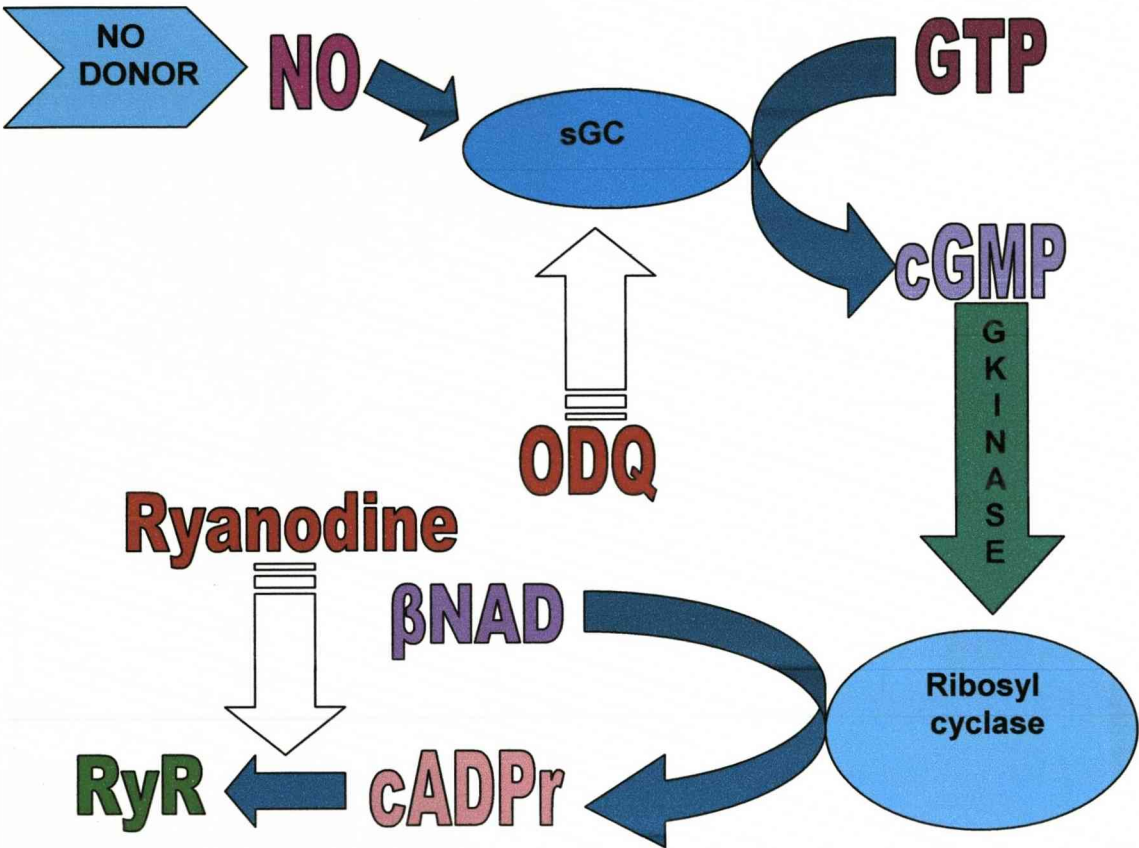 NO
DONOR
NO
GTP
sGC
cGMP
G
K
I
N
A
S
E
ODQ
Ryanodine
βNAD
Ribosyl
cyclase
RyR
cADPr